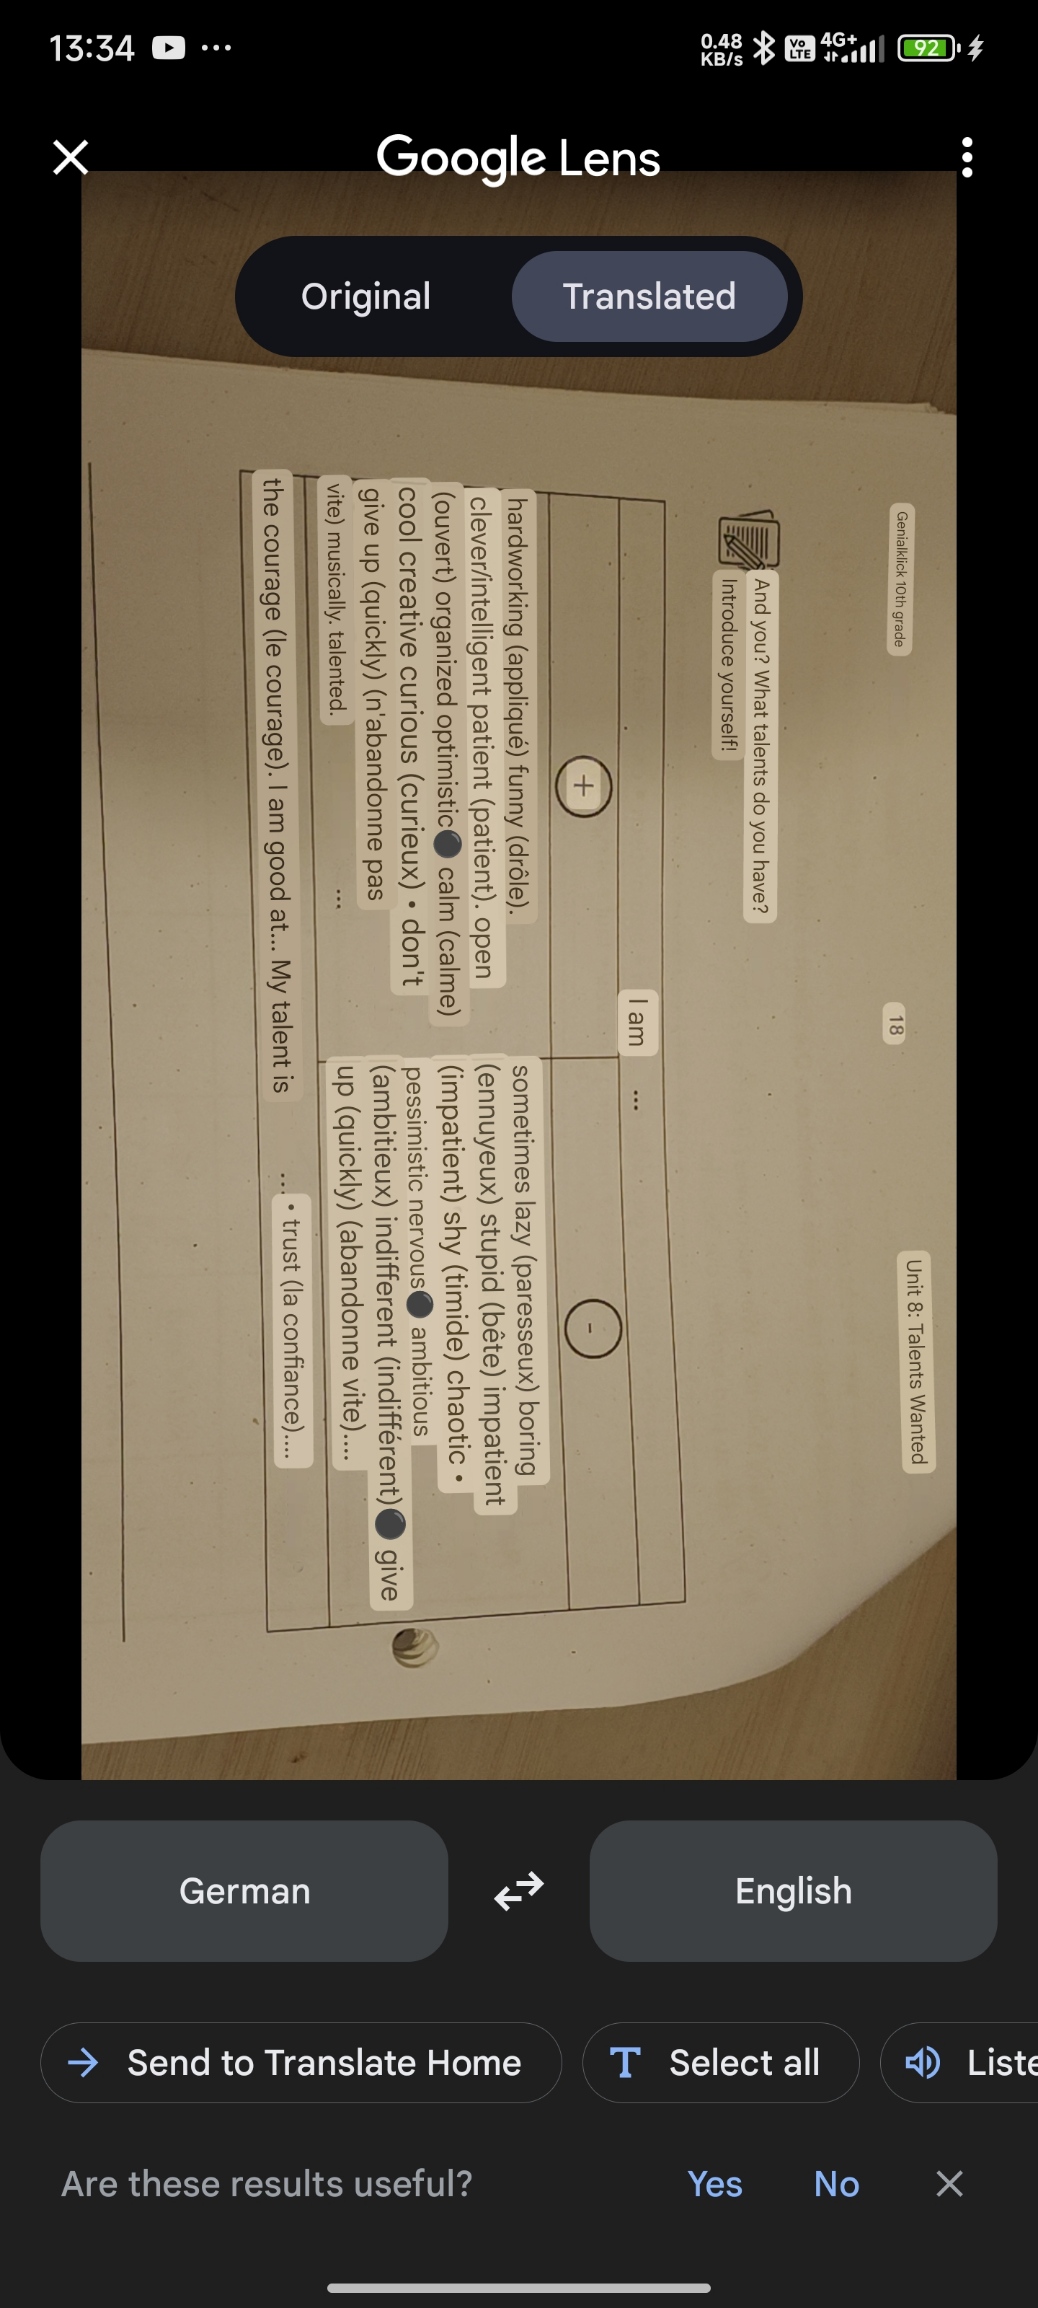 13:34
0.48 KB/s
Vo LTE
4G+
92
Google Lens
Original
Translated
Genialklick 10th grade
18
Unit 8: Talents Wanted
And you? What talents do you have?
Introduce yourself!
I am ...
+
-
hardworking (appliqué) funny (drôle).
clever/intelligent patient (patient). open
(ouvert) organized optimistic● calm (calme)
cool creative curious (curieux) • don't
give up (quickly) (n'abandonne pas
vite) musically. talented. ...
sometimes lazy (paresseux) boring
(ennuyeux) stupid (bête) impatient
(impatient) shy (timide) chaotic •
pessimistic nervous● ambitious
(ambitieux) indifferent (indifférent)● give
up (quickly) (abandonne vite)....
the courage (le courage). I am good at... My talent is ... • trust (la confiance)....
German
English
Send to Translate Home
Select all
Liste
Are these results useful?
Yes
No